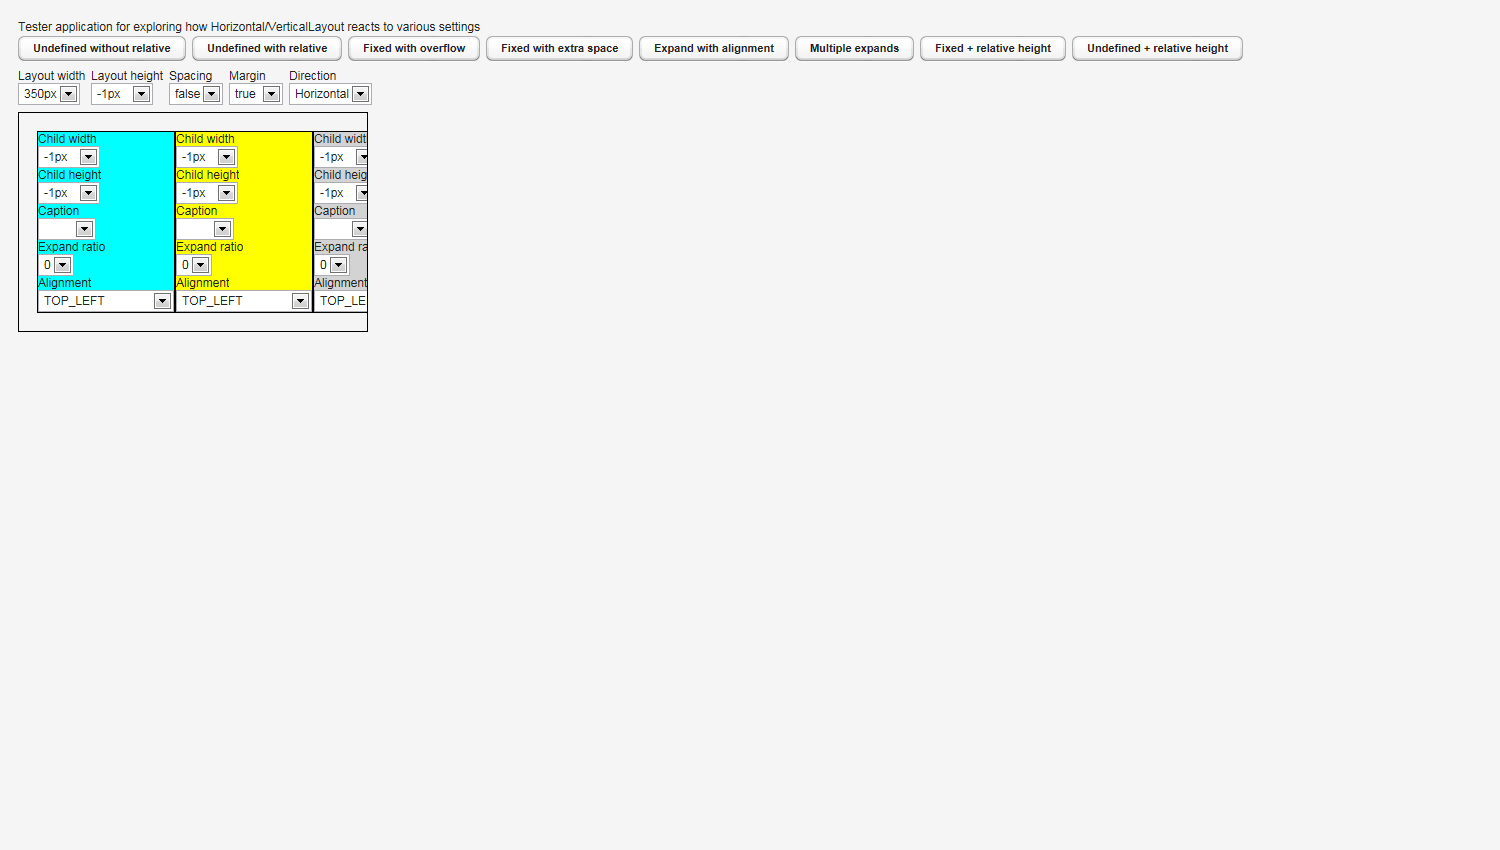 Tester application for exploring how Horizontal/VerticalLayout reacts to various settings
Undefined without relative Undefined with relative Fixed with overflow Fixed with extra space Expand with alignment Multiple expands Fixed + relative height Undefined + relative height
Layout width Layout height Spacing Margin Direction
350px -1px false true Horizontal
Child width Child width Child widt
-1px -1px -1px
Child height Child height Child heig
-1px -1px -1px
Caption Caption Caption
Expand ratio Expand ratio Expand ra
0 0 0
Alignment Alignment Alignment
TOP_LEFT TOP_LEFT TOP_LE